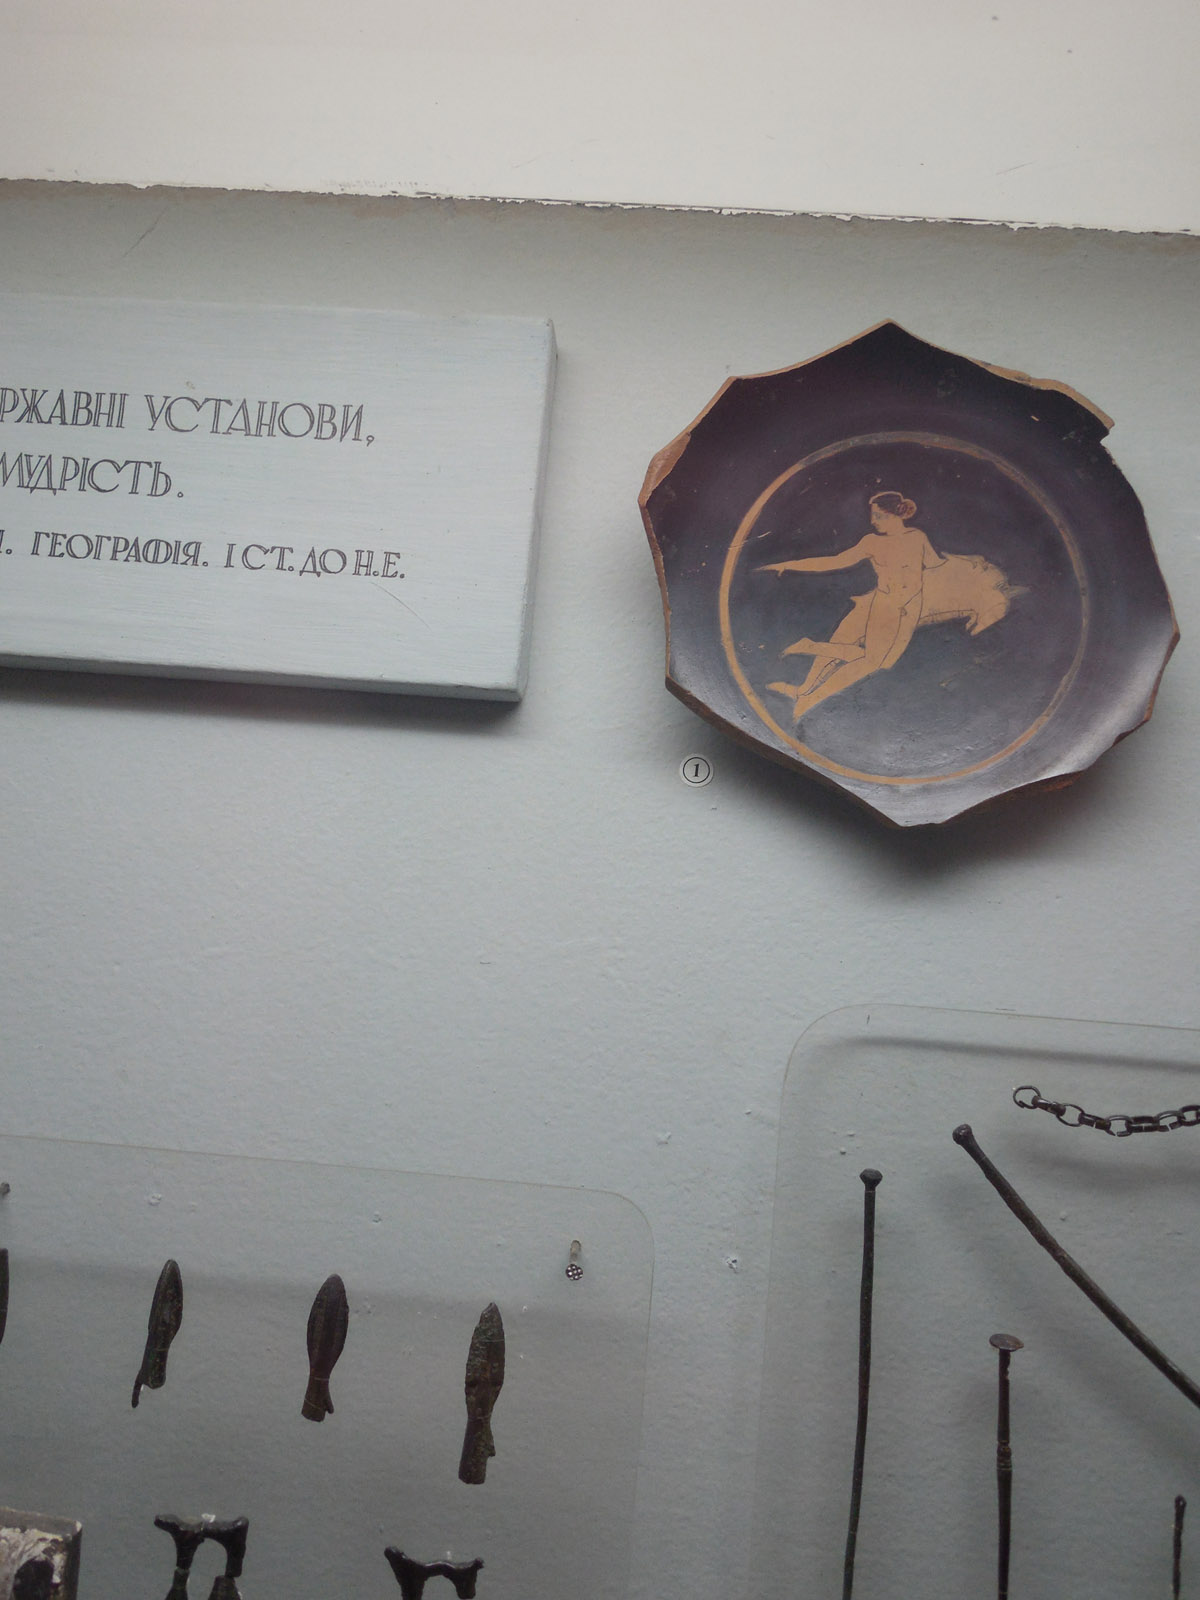 РЖАВНІ УСТАНОВИ,
МУДРІСТЬ.
. ГЕОГРАФІЯ. І СТ. ДО Н.Е.
1